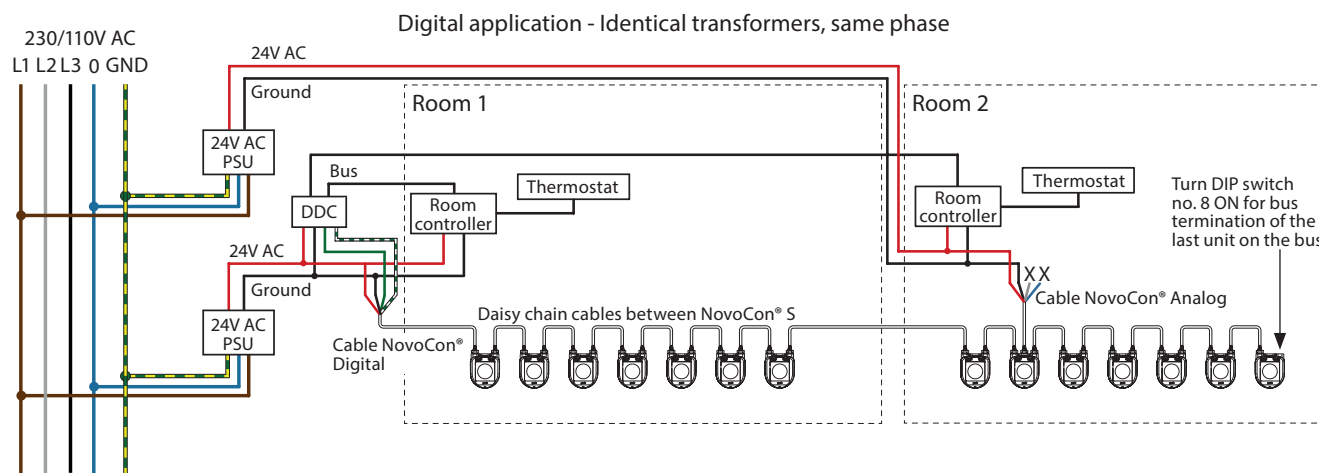 Digital application - Identical transformers, same phase
230/110V AC
L1 L2 L3 0 GND
24V AC
Ground
24V AC
PSU
Room 1
Room 2
Bus
Thermostat
DDC
Room
controller
Thermostat
Room
controller
Turn DIP switch
no. 8 ON for bus
termination of the
last unit on the bus
24V AC
Ground
24V AC
PSU
X X
Cable NovoCon® Analog
Daisy chain cables between NovoCon® S
Cable NovoCon®
Digital